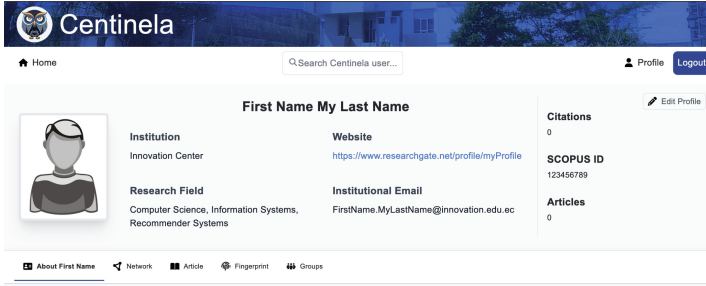 Centinela
Home
Search Centinela user...
Profile
Logout
Edit Profile
First Name My Last Name
Institution
Innovation Center
Website
https://www.researchgate.net/profile/myProfile
Research Field
Computer Science, Information Systems,
Recommender Systems
Institutional Email
FirstName.MyLastName@innovation.edu.ec
Citations
0
SCOPUS ID
123456789
Articles
0
About First Name
Network
Article
Fingerprint
Groups